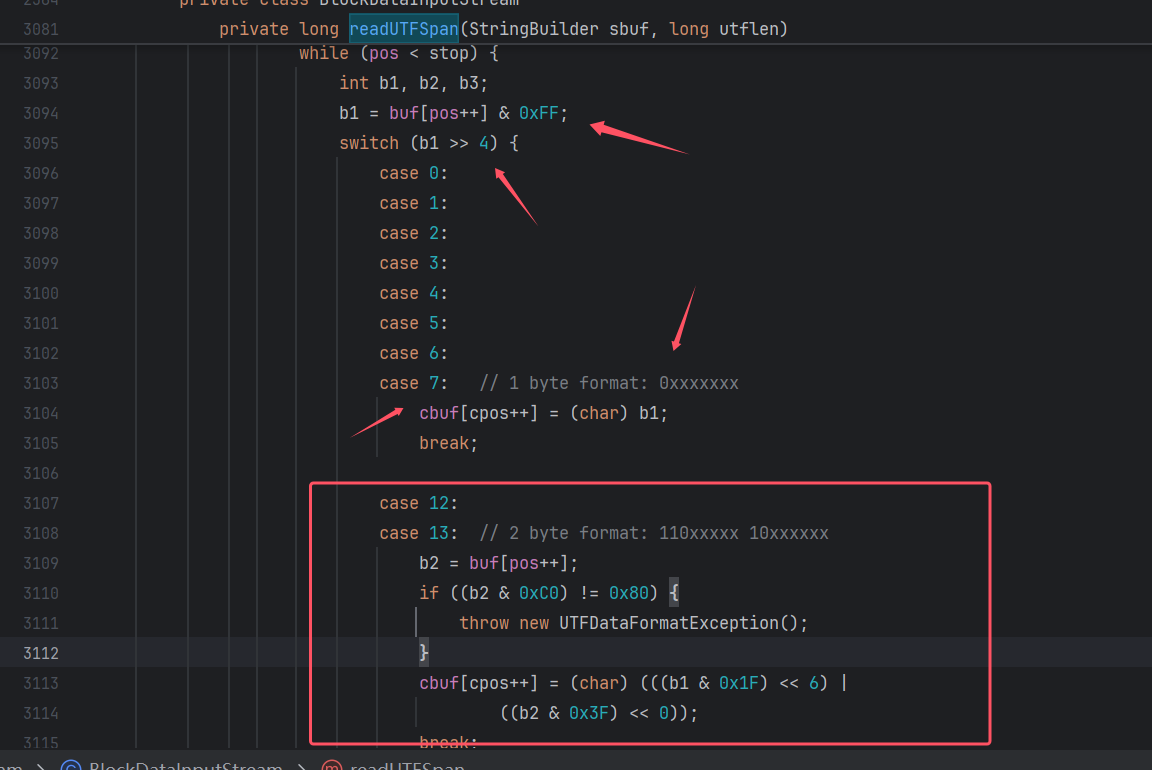 3081 private long readUTFSpan(StringBuilder sbuf, long utflen)
3092 while (pos < stop) {
3093 int b1, b2, b3;
3094 b1 = buf[pos++] & 0xFF;
3095 switch (b1 >> 4) {
3096 case 0:
3097 case 1:
3098 case 2:
3099 case 3:
3100 case 4:
3101 case 5:
3102 case 6:
3103 case 7:   // 1 byte format: 0xxxxxxx
3104 cbuf[cpos++] = (char) b1;
3105 break;
3106
3107 case 12:
3108 case 13:  // 2 byte format: 110xxxxx 10xxxxxx
3109 b2 = buf[pos++];
3110 if ((b2 & 0xC0) != 0x80) {
3111 throw new UTFDataFormatException();
3112 }
3113 cbuf[cpos++] = (char) (((b1 & 0x1F) << 6) |
3114 ((b2 & 0x3F) << 0));
3115 break;
BlockDataInputStream > m readUTFSpan